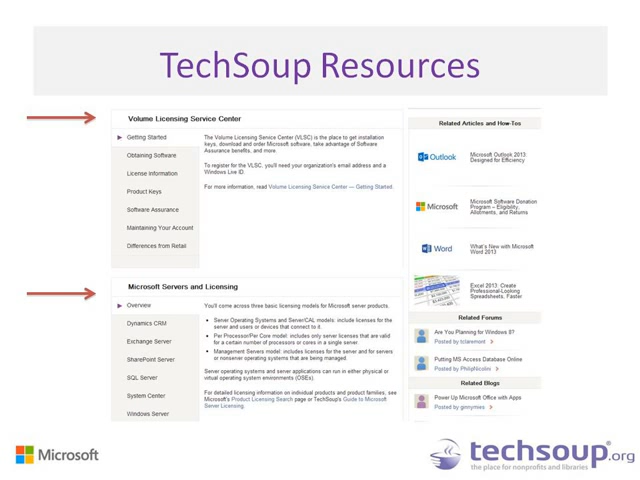 TechSoup Resources
Volume Licensing Service Center
Getting Started
Obtaining Software
License Information
Product Keys
Software Assurance
Maintaining Your Account
Differences from Retail
The Volume Licensing Service Center (VLSC) is the place to get installation
keys, download and order Microsoft software, take advantage of Software
Assurance benefits, and more.
To register for the VLSC, you'll need your organization's email address and a
Windows Live ID.
For more information, read Volume Licensing Service Center — Getting Started.
Microsoft Servers and Licensing
Overview
Dynamics CRM
Exchange Server
SharePoint Server
SQL Server
System Center
Windows Server
You'll come across three basic licensing models for Microsoft server products.
• Server Operating Systems and Server/CAL models: include licenses for the
server and users or devices that connect to it.
• Per Processor/Per Core model: includes only server licenses that are valid
for a certain number of processors or cores in a single server.
• Management Servers model: includes licenses for the server and for servers
or nonserver operating systems that are being managed.
Server operating systems and server applications can run in either physical or
virtual operating system environments (OSEs).
For detailed licensing information on individual products and product families, see
Microsoft's Product Licensing Search page or TechSoup's Guide to Microsoft
Server Licensing.
Related Articles and How-Tos
Outlook
Microsoft Outlook 2013:
Designed for Efficiency
Microsoft
Microsoft Software Donation
Program – Eligibility,
Allotments, and Returns
Word
What's New with Microsoft
Word 2013
Excel 2013: Create
Professional-Looking
Spreadsheets, Faster
Related Forums
Are You Planning for Windows 8?
Posted by tclaremont
Putting MS Access Database Online
Posted by PhilipNicolas
Related Blogs
Power Up Microsoft Office with Apps
Posted by ginnymies
Microsoft
techsoup.org
the place for nonprofits and libraries